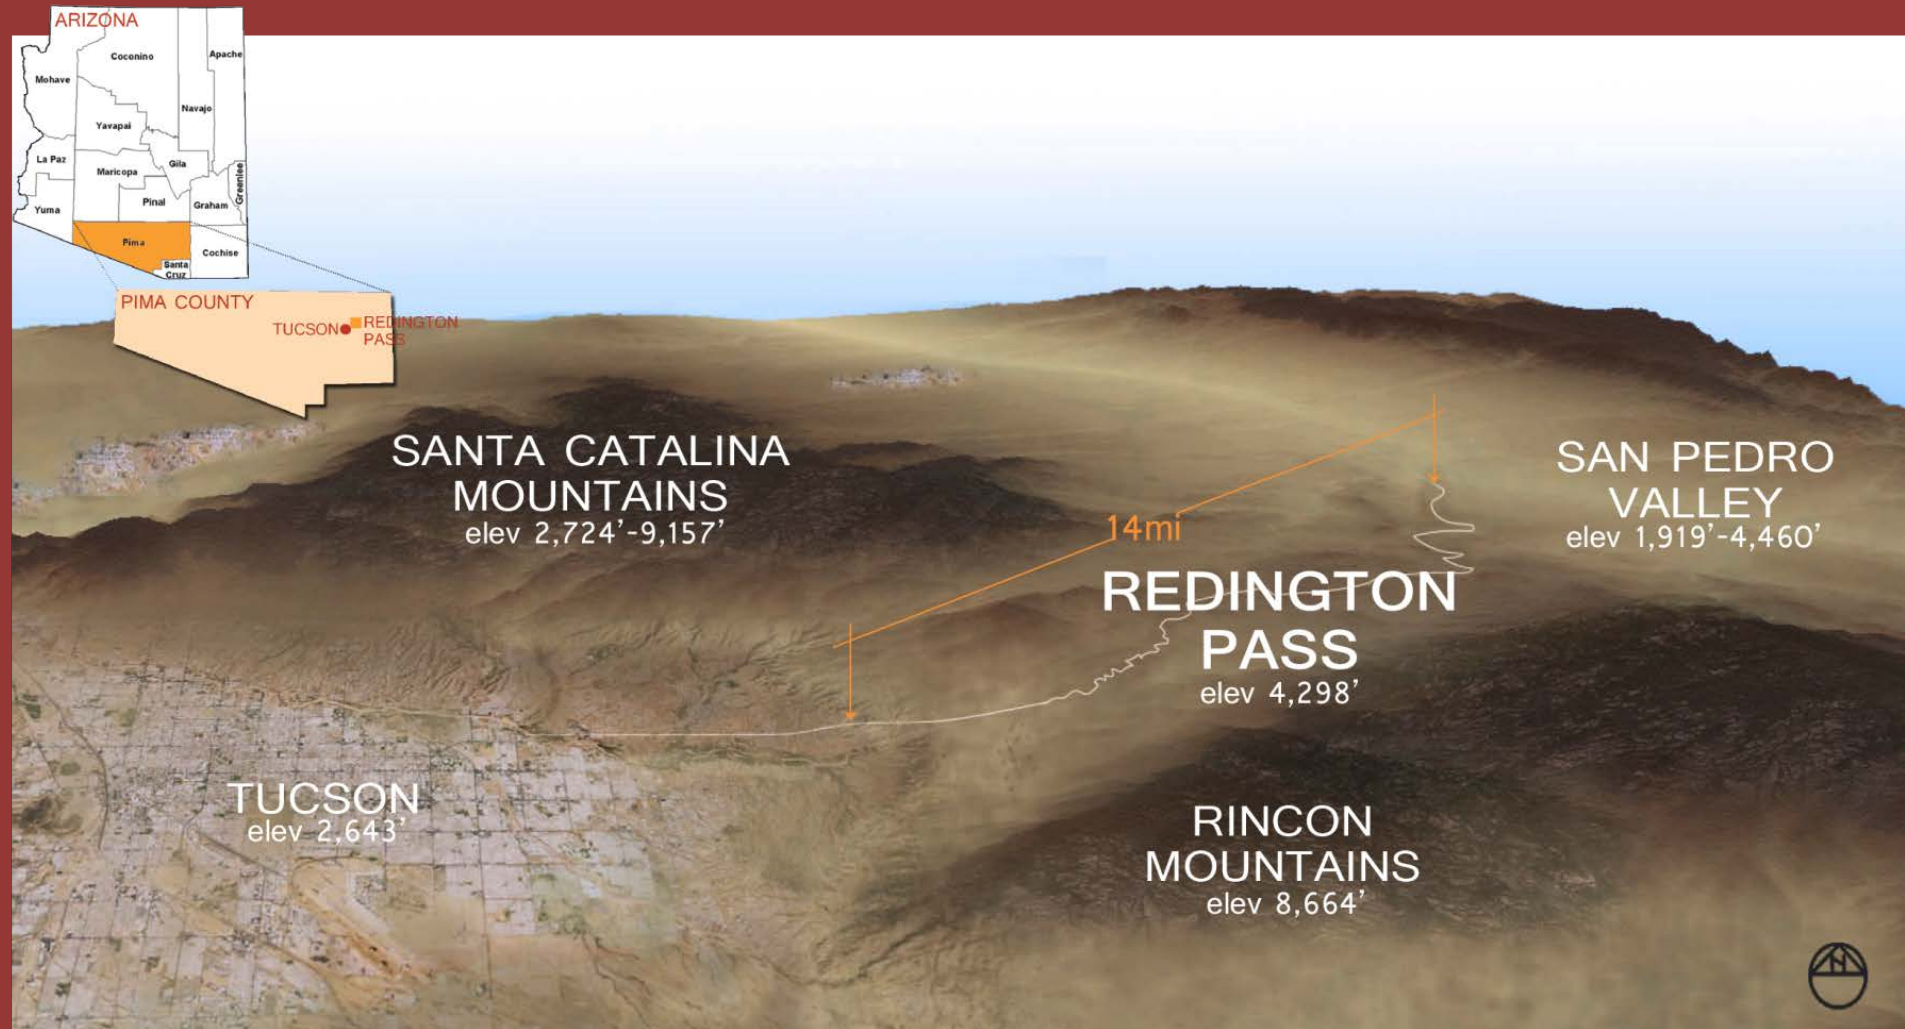 ARIZONA
Coconino
Apache
Mohave
Navajo
Yavapai
La Paz
Gila
Maricopa
Greenlee
Pinal
Graham
Yuma
Pima
Cochise
Santa
Cruz
PIMA COUNTY
TUCSON
REDINGTON
PASS
SANTA CATALINA
MOUNTAINS
elev 2,724'-9,157'
SAN PEDRO
VALLEY
elev 1,919'-4,460'
14mi
REDINGTON
PASS
elev 4,298'
TUCSON
elev 2,643'
RINCON
MOUNTAINS
elev 8,664'
N